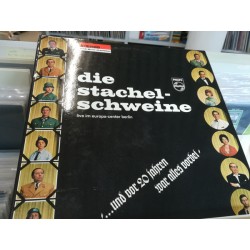 die
stachel-
schweine
PHILIPS
live im europa-center berlin
'...und vor 20 jahren
war alles vorbei'